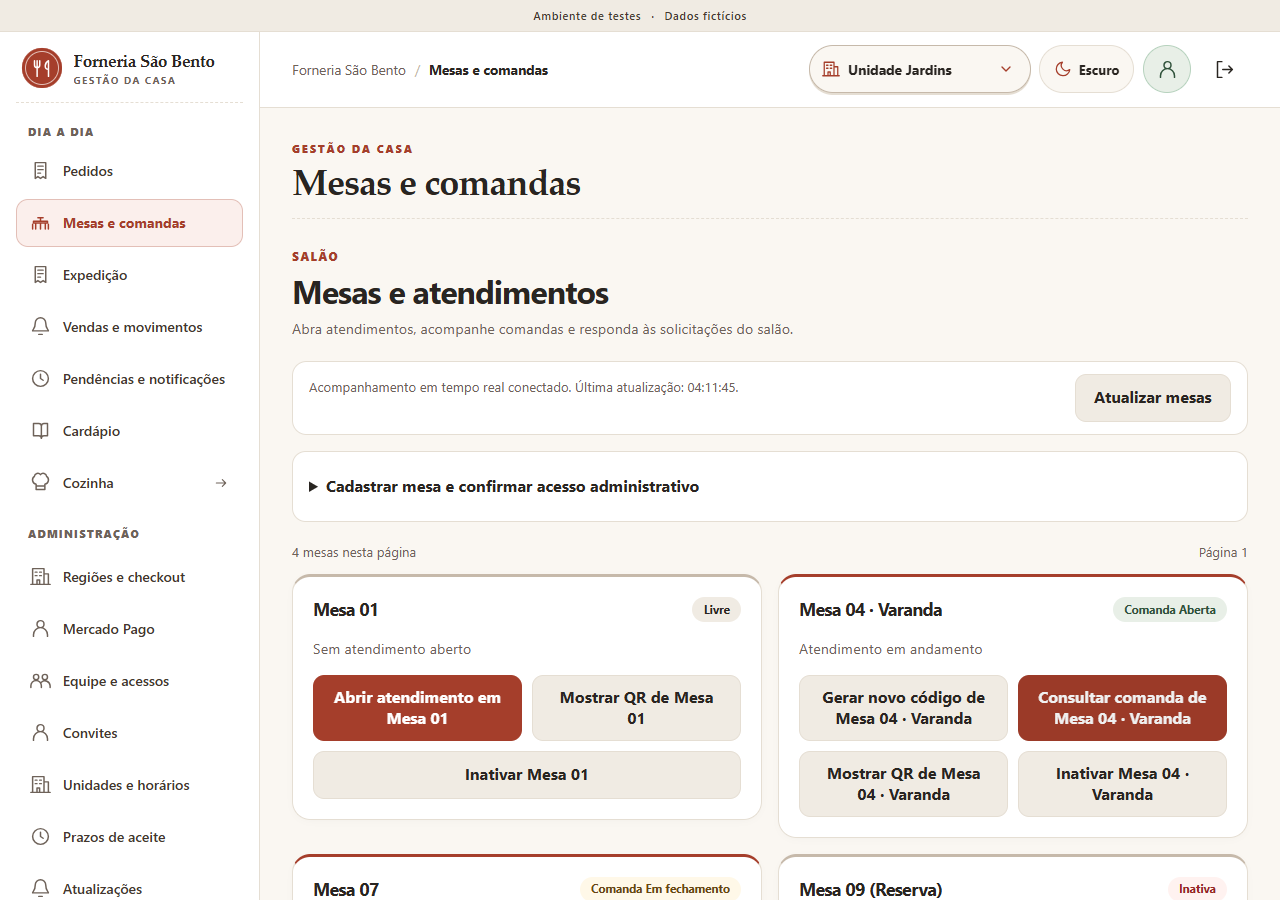 Ambiente de testes · Dados fictícios
Forneria São Bento
GESTÃO DA CASA
Forneria São Bento / Mesas e comandas
Unidade Jardins
Escuro
DIA A DIA
Pedidos
Mesas e comandas
Expedição
Vendas e movimentos
Pendências e notificações
Cardápio
Cozinha
ADMINISTRAÇÃO
Regiões e checkout
Mercado Pago
Equipe e acessos
Convites
Unidades e horários
Prazos de aceite
Atualizações
GESTÃO DA CASA
Mesas e comandas
SALÃO
Mesas e atendimentos
Abra atendimentos, acompanhe comandas e responda às solicitações do salão.
Acompanhamento em tempo real conectado. Última atualização: 04:11:45.
Atualizar mesas
Cadastrar mesa e confirmar acesso administrativo
4 mesas nesta página
Página 1
Mesa 01
Livre
Sem atendimento aberto
Abrir atendimento em
Mesa 01
Mostrar QR de Mesa
01
Inativar Mesa 01
Mesa 04 · Varanda
Comanda Aberta
Atendimento em andamento
Gerar novo código de
Mesa 04 · Varanda
Consultar comanda de
Mesa 04 · Varanda
Mostrar QR de Mesa
04 · Varanda
Inativar Mesa 04 ·
Varanda
Mesa 07
Comanda Em fechamento
Mesa 09 (Reserva)
Inativa